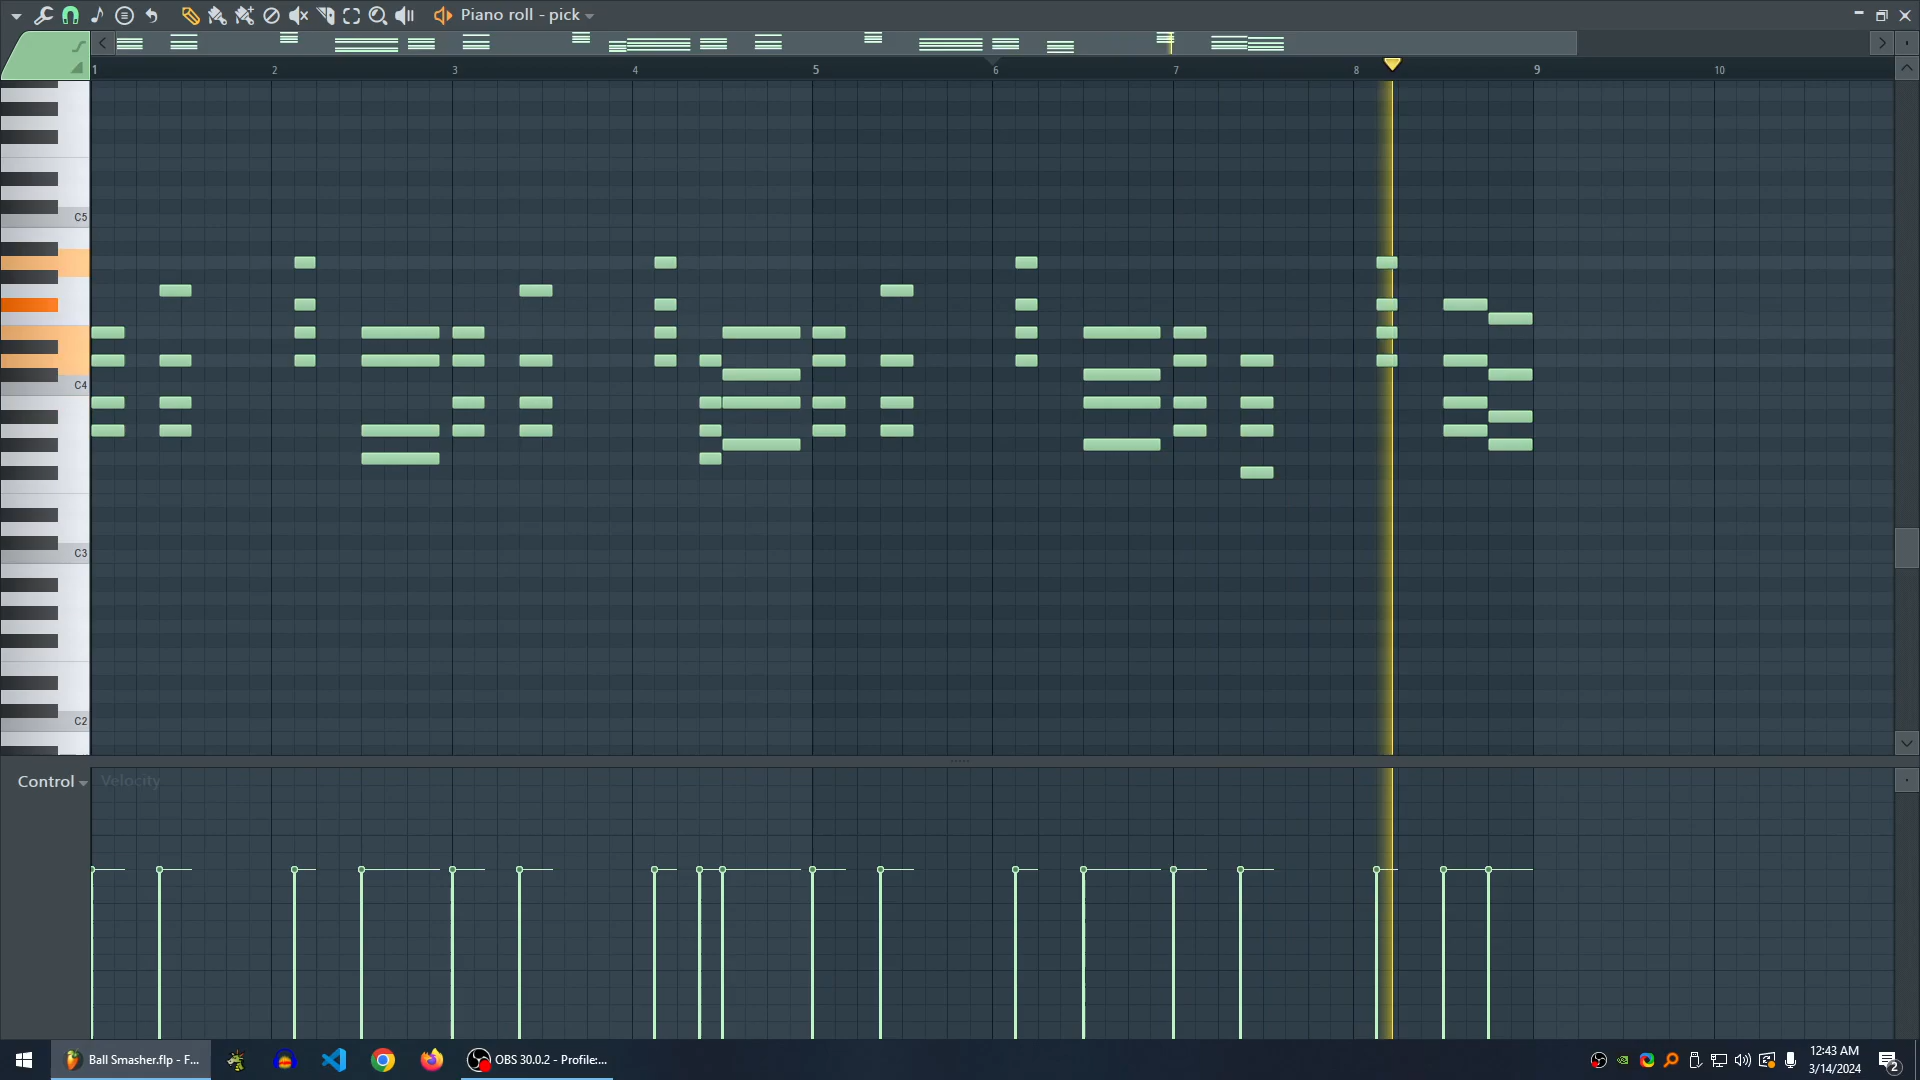 Piano roll - pick
1 2 3 4 5 6 7 8 9 10
C5
C4
C3
C2
Control Velocity
Ball Smasher.flp - F... OBS 30.0.2 - Profile:... 12:43 AM
3/14/2024 2